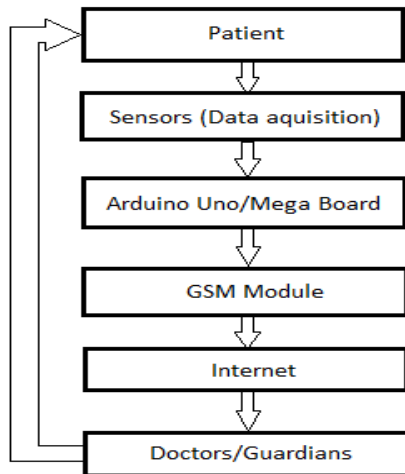 Patient
Sensors (Data aquisition)
Arduino Uno/Mega Board
GSM Module
Internet
Doctors/Guardians